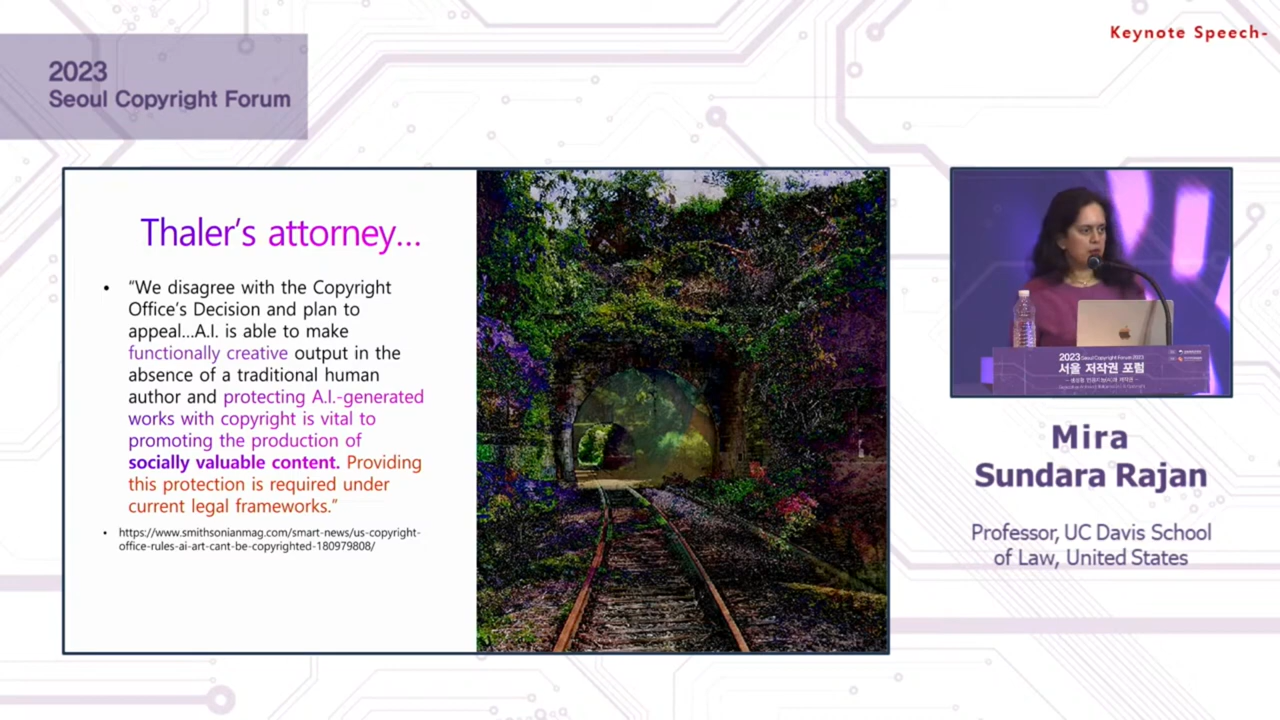 Keynote Speech-
2023
Seoul Copyright Forum
Thaler's attorney...
• "We disagree with the Copyright
Office's Decision and plan to
appeal...A.I. is able to make
functionally creative output in the
absence of a traditional human
author and protecting A.I.-generated
works with copyright is vital to
promoting the production of
socially valuable content. Providing
this protection is required under
current legal frameworks."
• https://www.smithsonianmag.com/smart-news/us-copyright-
office-rules-ai-art-cant-be-copyrighted-180979808/
2023 Seoul Copyright Forum 2023
서울 저작권 포럼
Mira
Sundara Rajan
Professor, UC Davis School
of Law, United States